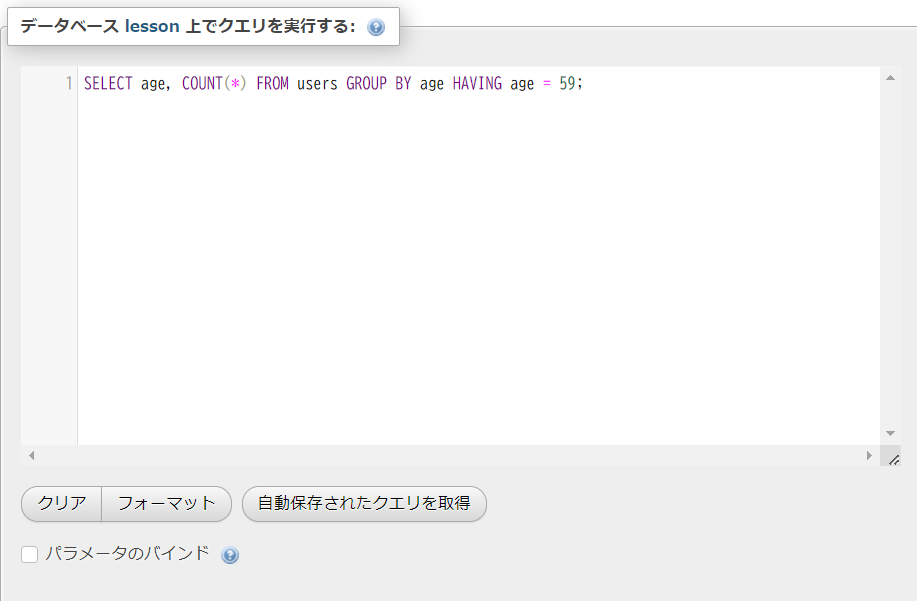 データベース lesson 上でクエリを実行する:
1 SELECT age, COUNT(*) FROM users GROUP BY age HAVING age = 59;
クリア フォーマット 自動保存されたクエリを取得
パラメータのバインド